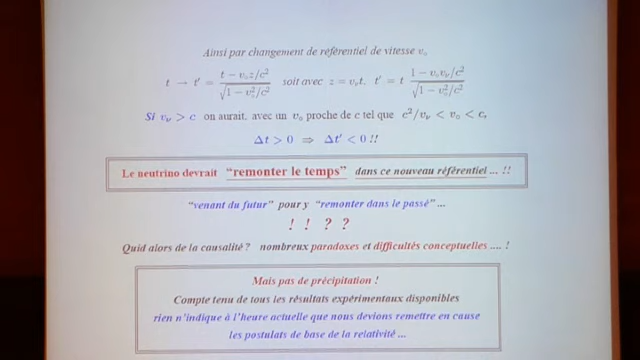 Ainsi par changement de référentiel de vitesse v₀
t → t' = (t − v₀z/c²) / √(1 − v₀²/c²) soit avec z = vᵥt, t' = t (1 − v₀vᵥ/c²) / √(1 − v₀²/c²)
Si vᵥ > c on aurait, avec un v₀ proche de c tel que c²/vᵥ < v₀ < c,
Δt > 0 ⇒ Δt' < 0 !!
Le neutrino devrait "remonter le temps" dans ce nouveau référentiel ... !!
"venant du futur" pour y "remonter dans le passé"...
! ! ? ?
Quid alors de la causalité ? nombreux paradoxes et difficultés conceptuelles .... !
Mais pas de précipitation !
Compte tenu de tous les résultats expérimentaux disponibles
rien n'indique à l'heure actuelle que nous devions remettre en cause
les postulats de base de la relativité ...